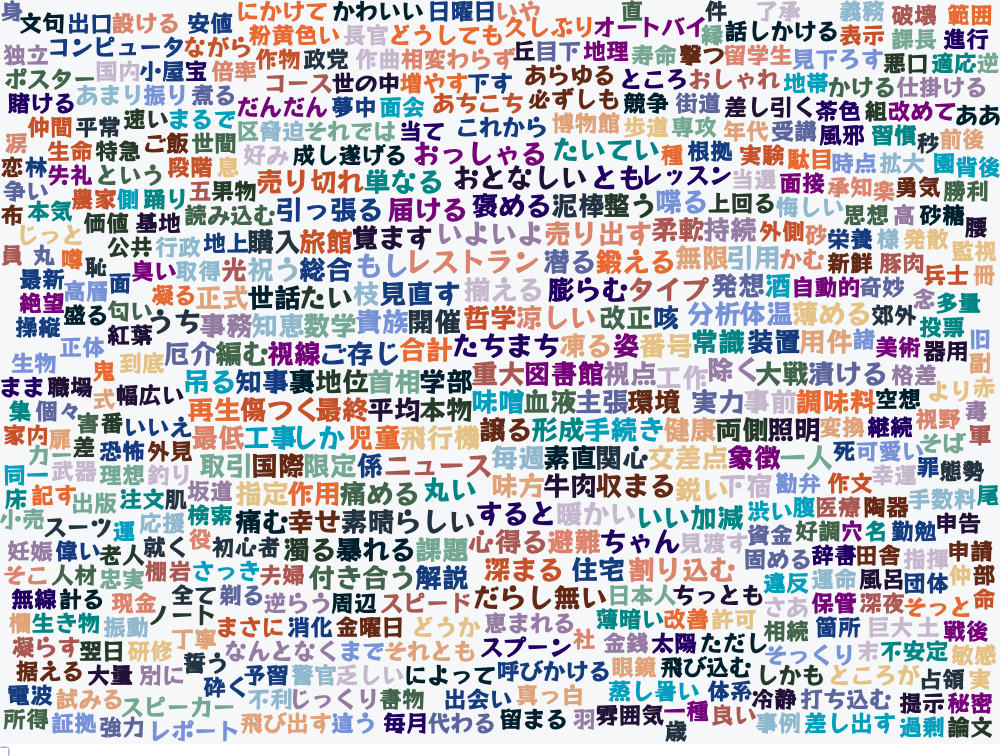 身 文句 出口 設ける 安値 にかけて かわいい 日曜日 いや 直 件 了承 義務 破壊 範囲
粉 黄色い 長官 どうしても 久しぶり オートバイ 縁 話しかける 表示 課長 進行
独立 コンピュータ ながら 作物 政党 作曲 相変わらず 丘 目下 地理 寿命 撃つ 留学生 見下ろす 悪口 適応 逆
ポスター 国内 小屋 宝 倍率 コース 世の中 増やす 下す あらゆる ところ おしゃれ 地帯 かける 仕掛ける
賭ける あまり 振り 煮る だんだん 夢中 面会 あちこち 必ずしも 競争 街道 差し引く 茶色 組 改めて ああ
仲間 平常 速い まるで 区 脅迫 それでは 当て これから 博物館 歩道 専攻 年代 受講 風邪 習慣 秒 前後
涙 生命 特急 ご飯 世間 好み 成し遂げる おっしゃる たいてい 種 根拠 実験 駄目 時点 拡大 園 背後
恋 林 失礼 という 段階 息 売り切れ 単なる おとなしい とも レッスン 当選 面接 承知 楽 勇気 勝利
争い 農家 側 踊り 五 果物 引っ張る 届ける 褒める 泥棒 整う 喋る 上回る 悔しい 思想 高 砂糖 腰
布 本気 価値 基地 読み込む
じっと 公共 行政 地上 購入 旅館 覚ます いよいよ 売り出す 柔軟 持続 外側 砂 栄養 様 発散 監視
員 丸 噂 恥 面 臭い 取得 光 祝う 総合 もし レストラン 潜る 鍛える 無限 引用 かむ 新鮮 豚肉 兵士 冊
最新 高層 凝る 正式 世話 たい 枝 見直す 揃える 膨らむ タイプ 発想 酒 自動的 奇妙 念 多量
絶望 盛る 匂い うち 事務 知恵 数学 貴族 開催 哲学 涼しい 改正 咳 分析 体温 薄める 郊外 投票
操縦 正体 紅葉 到底 厄介 編む 視線 ご存じ 合計 たちまち 凍る 姿 番号 常識 装置 用件 諸 美術 器用 旧
生物 鬼 吊る 知事 裏 地位 首相 学部 重大 図書館 視点 工作 除く 大戦 漬ける 格差 副
まま 職場 式 幅広い 再生 傷つく 最終 平均 本物 味噌 血液 主張 環境 実力 事前 調味料 空想 より 赤
集 個々 害 番 いいえ 最低 工事 しか 児童 飛行機 譲る 形成 手続き 健康 両側 照明 変換 継続 視野 毒
家内 扉 カー 差 恐怖 外見 取引 国際 限定 係 ニュース 毎週 素直 関心 交差点 象徴 一人 死 可愛い そば 軍
同一 武器 理想 釣り 坂道 指定 作用 痛める 丸い 味方 牛肉 収まる 鋭い 下宿 勘弁 作文 幸運 罪 態勢
床 記す 出版 注文 肌 検索 痛む 幸せ 素晴らしい すると 暖かい いい加減 渋い 腹 医療 陶器 手数料 尾
小売 スーツ 運 応援 役 初心者 濁る 暴れる 課題 心得る 避難 ちゃん 見渡す 資金 好調 穴 名 勤勉 申告
妊娠 偉い 老人 就く 固める 辞書 田舎 指揮 申請
そこ 人材 忠実 棚 岩 さっき 夫婦 付き合う 解説 深まる 住宅 割り込む 違反 運命 風呂 団体 仲 部
無線 計る 現金 全て 剃る 逆らう 周辺 スピード だらし無い 日本人 ちっとも さあ 保管 深夜 そっと 命
欄 生き物 振動 ノート まさに 消化 金曜日 どうか 恵まれる 薄暗い 改善 許可 相続 箇所 巨大 土 戦後
凝らす 翌日 研修 丁寧 なんとなく まで それとも スプーン 社 金銭 太陽 ただし そっくり 末 不安定 敏感
据える 大量 別に 誓う 予習 警官 乏しい によって 呼びかける 眼鏡 飛び込む しかも ところが 占領 実
電波 試みる スピーカー 砕く 不利 じっくり 書物 出会い 真っ白 蒸し暑い 体系 冷静 打ち込む 提示 秘密
所得 証拠 強力 レポート 飛び出す 違う 毎月 代わる 留まる 羽 雰囲気 一種 良い 歳 事例 差し出す 過剰 論文